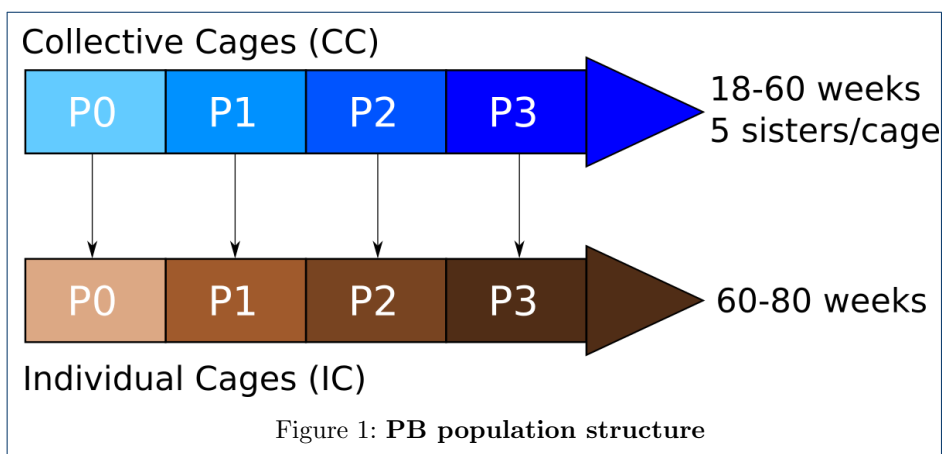 Collective Cages (CC)
P0 P1 P2 P3
18-60 weeks
5 sisters/cage
P0 P1 P2 P3
60-80 weeks
Individual Cages (IC)
Figure 1: PB population structure